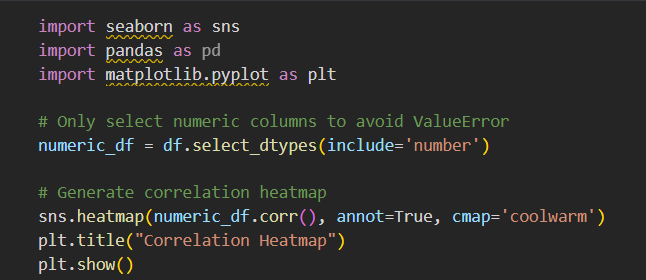 import seaborn as sns
import pandas as pd
import matplotlib.pyplot as plt
# Only select numeric columns to avoid ValueError
numeric_df = df.select_dtypes(include='number')
# Generate correlation heatmap
sns.heatmap(numeric_df.corr(), annot=True, cmap='coolwarm')
plt.title("Correlation Heatmap")
plt.show()